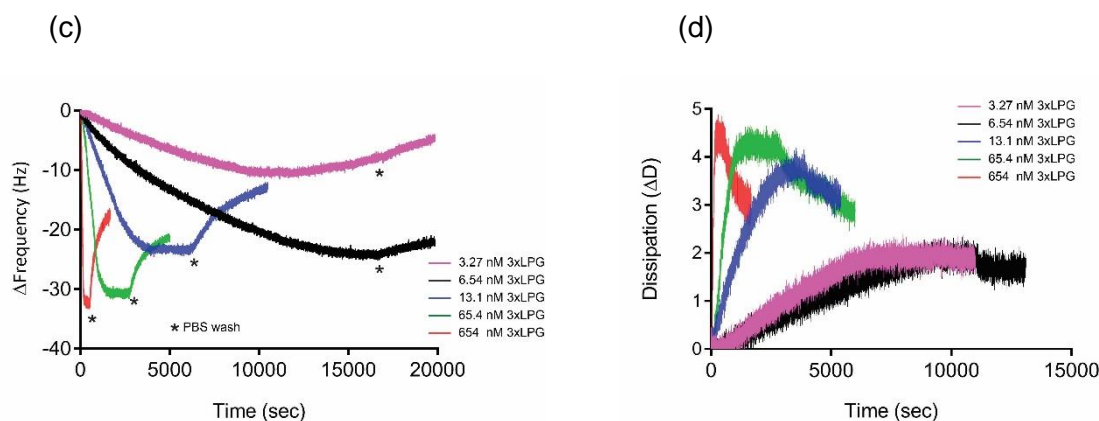 (c)
(d)
ΔFrequency (Hz)
0
-10
-20
-30
-40
0
5000
10000
15000
20000
Time (sec)
*
*
*
*
*
* PBS wash
3.27 nM 3xLPG
6.54 nM 3xLPG
13.1 nM 3xLPG
65.4 nM 3xLPG
654 nM 3xLPG
Dissipation (ΔD)
5
4
3
2
1
0
0
5000
10000
15000
Time (sec)
3.27 nM 3xLPG
6.54 nM 3xLPG
13.1 nM 3xLPG
65.4 nM 3xLPG
654 nM 3xLPG